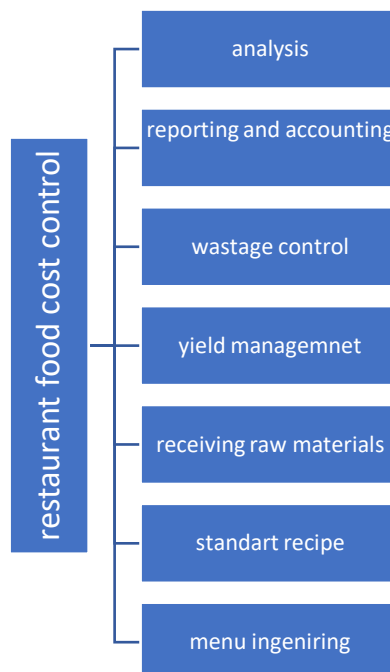 restaurant food cost control
analysis
reporting and accounting
wastage control
yield managemnet
receiving raw materials
standart recipe
menu ingeniring